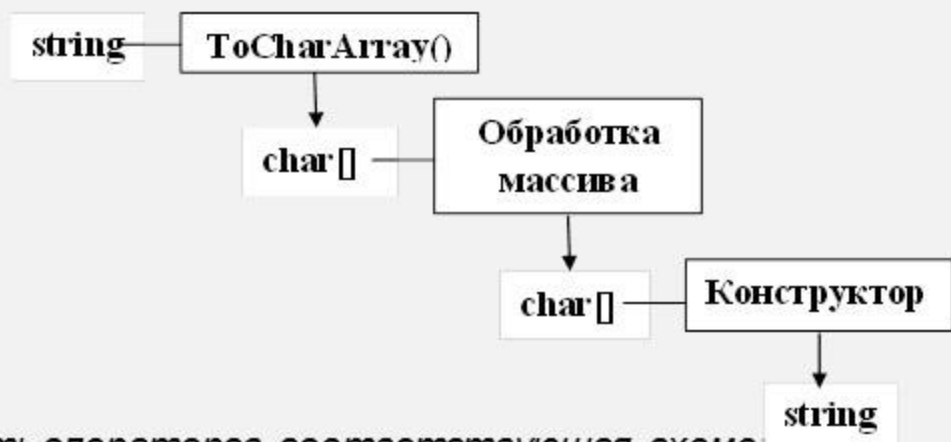 string
ToCharArray()
char[]
Обработка
массива
char[]
Конструктор
string